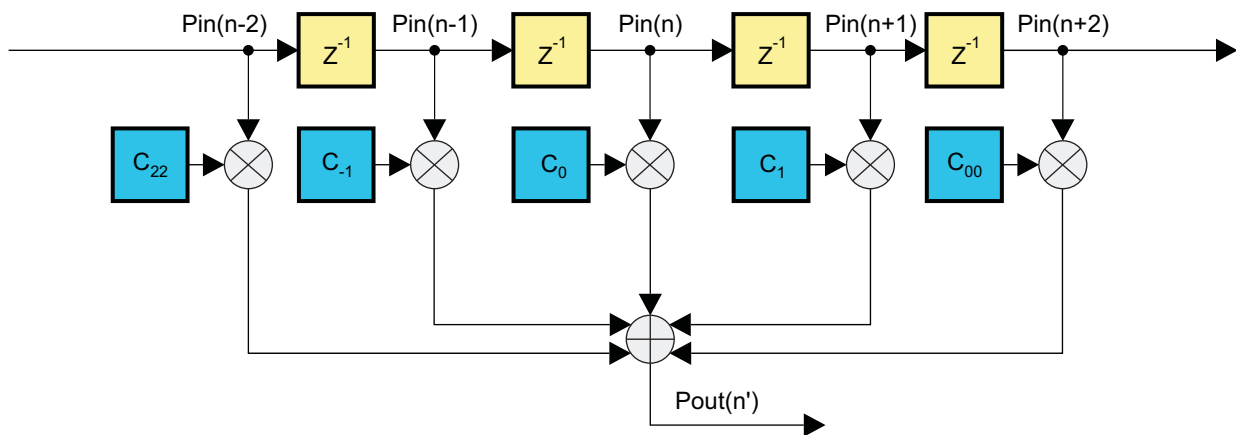 Pin(n-2) Pin(n-1) Pin(n) Pin(n+1) Pin(n+2)
Z⁻¹ Z⁻¹ Z⁻¹ Z⁻¹
C₂₂ C₋₁ C₀ C₁ C₀₀
Pout(n')